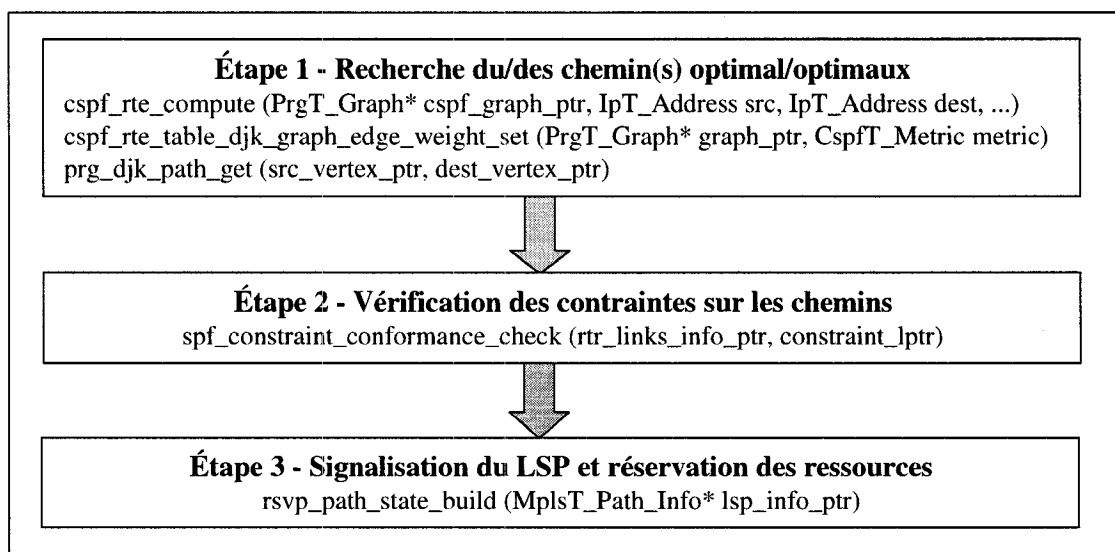 Étape 1 - Recherche du/des chemin(s) optimal/optimaux
cspf_rte_compute (PrgT_Graph* cspf_graph_ptr, IpT_Address src, IpT_Address dest, ...)
cspf_rte_table_djk_graph_edge_weight_set (PrgT_Graph* graph_ptr, CspfT_Metric metric)
prg_djk_path_get (src_vertex_ptr, dest_vertex_ptr)
Étape 2 - Vérification des contraintes sur les chemins
spf_constraint_conformance_check (rtr_links_info_ptr, constraint_lptr)
Étape 3 - Signalisation du LSP et réservation des ressources
rsvp_path_state_build (MplsT_Path_Info* lsp_info_ptr)